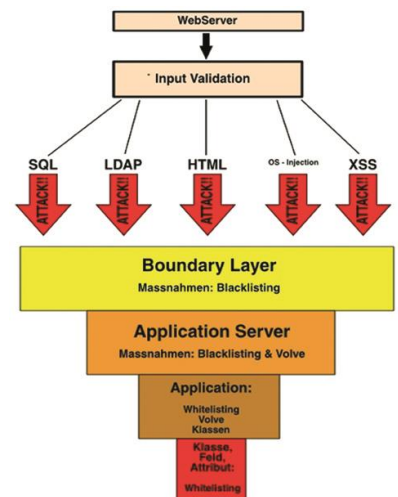 WebServer
Input Validation
SQL LDAP HTML OS - Injection XSS
ATTACK!! ATTACK!! ATTACK!! ATTACK!! ATTACK!!
Boundary Layer
Massnahmen: Blacklisting
Application Server
Massnahmen: Blacklisting & Volve
Application:
Whitelisting
Volve
Klassen
Klasse,
Feld,
Attribut:
Whitelisting